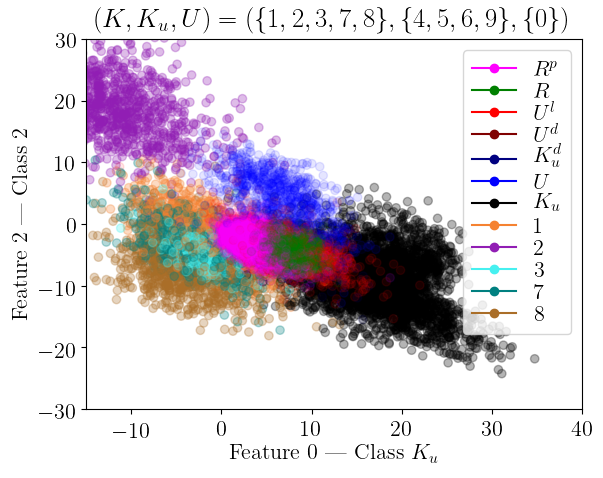 (K, K_u, U) = ({1, 2, 3, 7, 8}, {4, 5, 6, 9}, {0})
30
20
10
0
−10
−20
−30
Feature 2 — Class 2
R^p
R
U^l
U^d
K_u^d
U
K_u
1
2
3
7
8
−10
0
10
20
30
40
Feature 0 — Class K_u